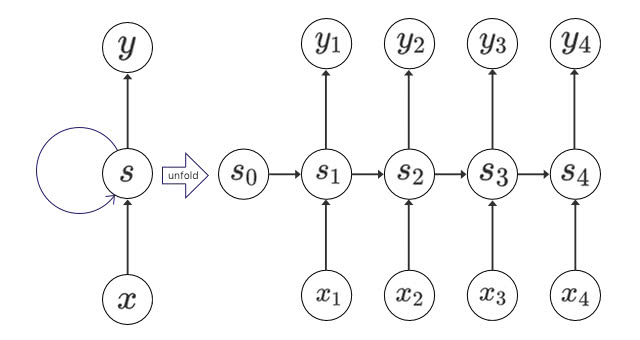 y
y₁ y₂ y₃ y₄
s unfold s₀ s₁ s₂ s₃ s₄
x
x₁ x₂ x₃ x₄